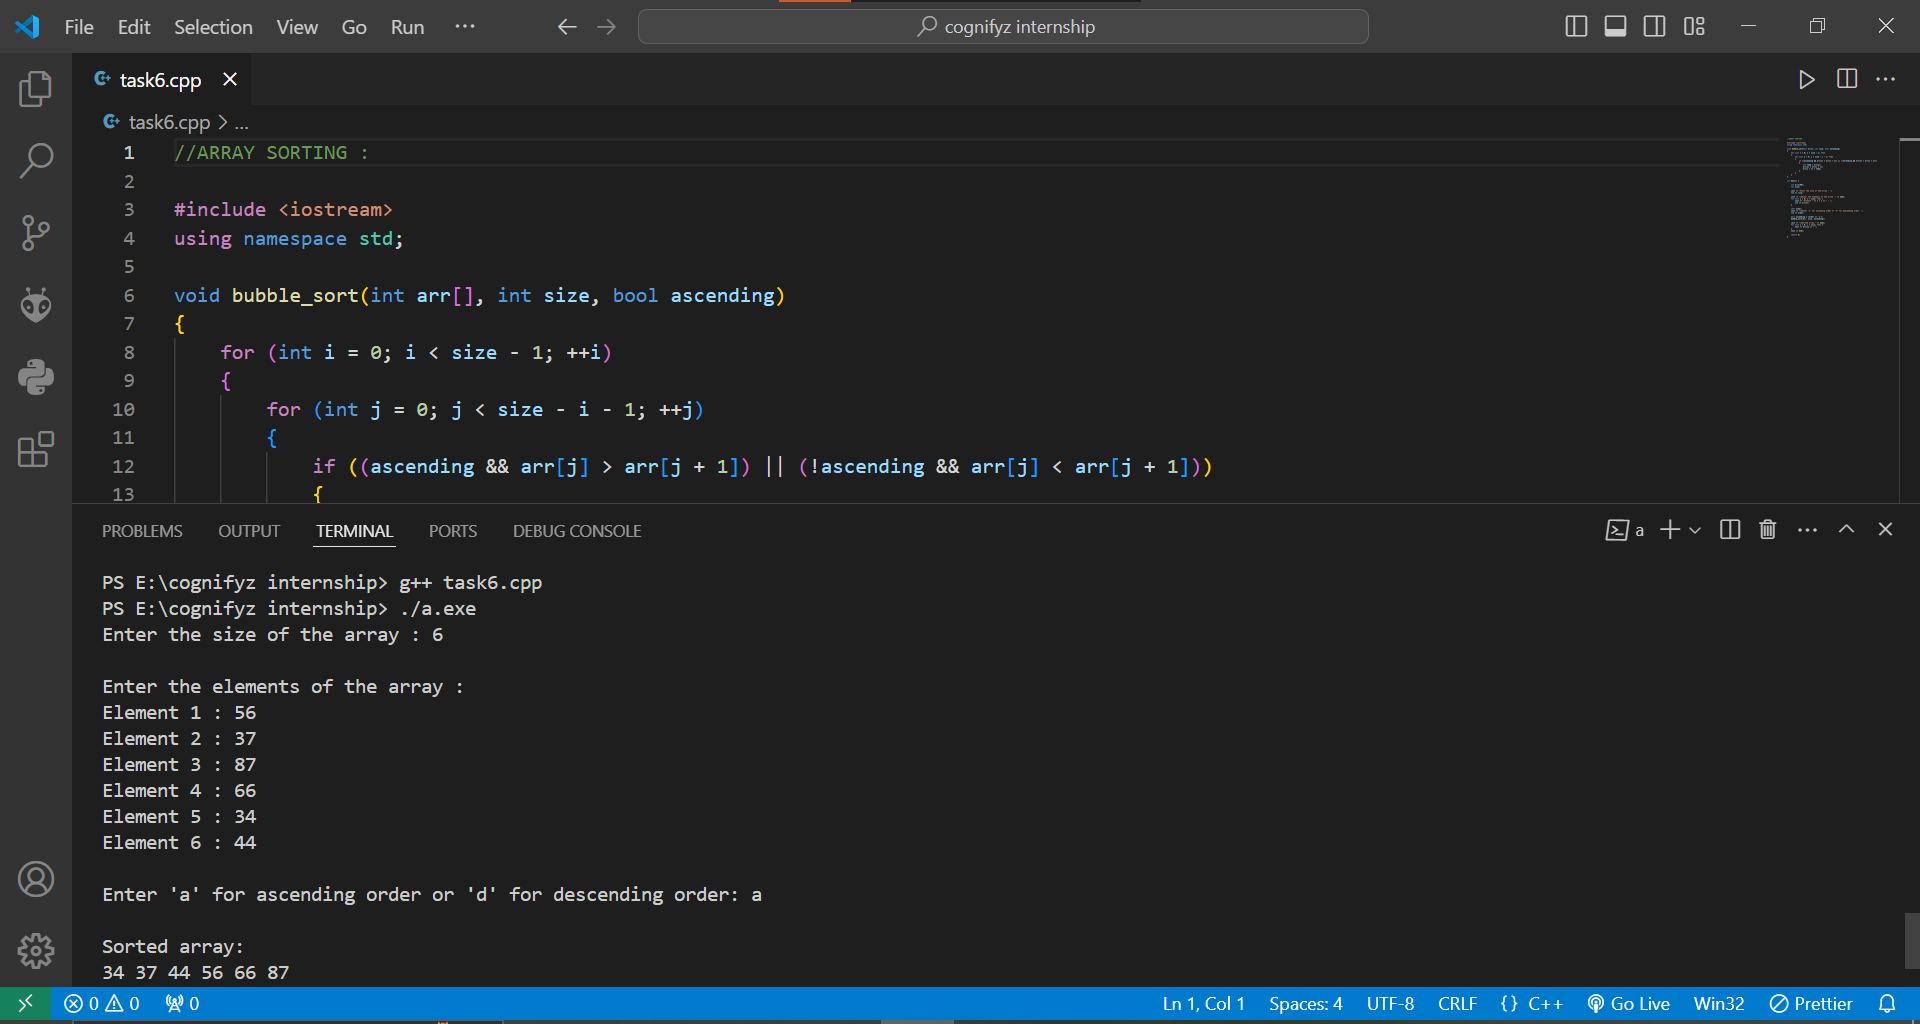 File Edit Selection View Go Run ··· cognifyz internship
task6.cpp
task6.cpp > ...
1 //ARRAY SORTING :
2
3 #include <iostream>
4 using namespace std;
5
6 void bubble_sort(int arr[], int size, bool ascending)
7 {
8 for (int i = 0; i < size - 1; ++i)
9 {
10 for (int j = 0; j < size - i - 1; ++j)
11 {
12 if ((ascending && arr[j] > arr[j + 1]) || (!ascending && arr[j] < arr[j + 1]))
13 {
PROBLEMS OUTPUT TERMINAL PORTS DEBUG CONSOLE a
PS E:\cognifyz internship> g++ task6.cpp
PS E:\cognifyz internship> ./a.exe
Enter the size of the array : 6
Enter the elements of the array :
Element 1 : 56
Element 2 : 37
Element 3 : 87
Element 4 : 66
Element 5 : 34
Element 6 : 44
Enter 'a' for ascending order or 'd' for descending order: a
Sorted array:
34 37 44 56 66 87
0 0 0 Ln 1, Col 1 Spaces: 4 UTF-8 CRLF {} C++ Go Live Win32 Prettier